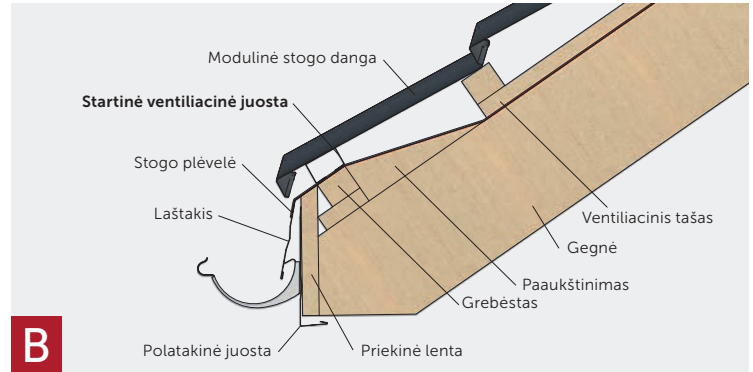 Modulinė stogo danga
Startinė ventiliacinė juosta
Stogo plėvelė
Laštakis
Ventiliacinis tašas
Gegnė
Paaukštinimas
Grebėstas
Polatakinė juosta
Priekinė lenta
B